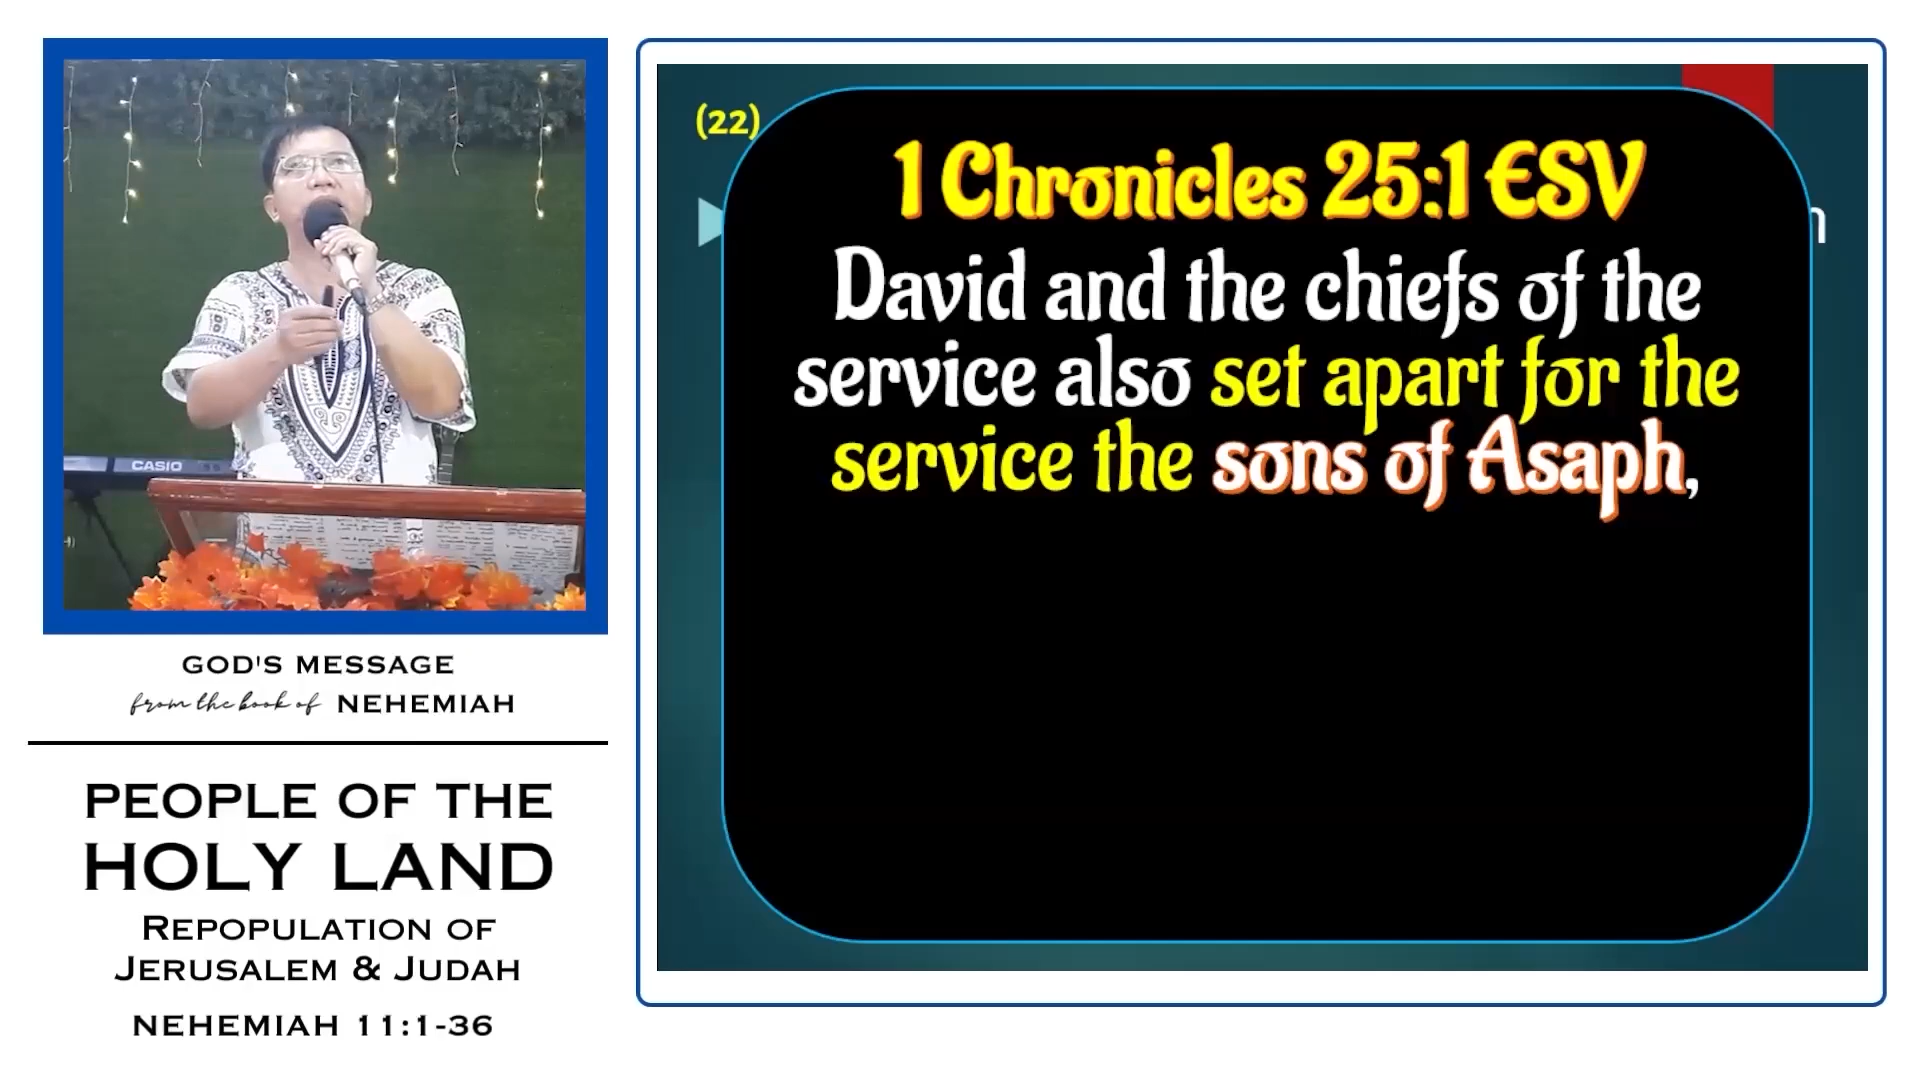 CASIO
GOD'S MESSAGE
from the book of NEHEMIAH
PEOPLE OF THE
HOLY LAND
REPOPULATION OF
JERUSALEM & JUDAH
NEHEMIAH 11:1-36
(22)
1 Chronicles 25:1 ESV
David and the chiefs of the
service also set apart for the
service the sons of Asaph,